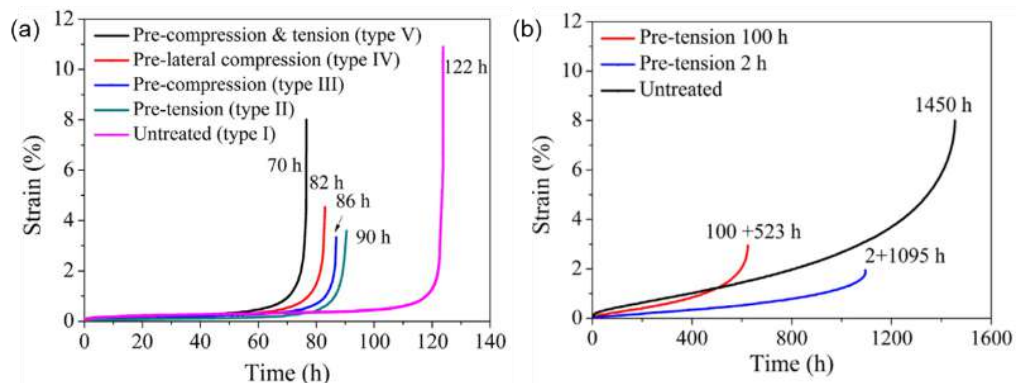 (a)
12
10
8
6
4
2
0
Strain (%)
Pre-compression & tension (type V)
Pre-lateral compression (type IV)
Pre-compression (type III)
Pre-tension (type II)
Untreated (type I)
122 h
70 h
82 h
86 h
90 h
0 20 40 60 80 100 120 140
Time (h)
(b)
12
10
8
6
4
2
0
Strain (%)
Pre-tension 100 h
Pre-tension 2 h
Untreated
1450 h
100 +523 h
2+1095 h
0 400 800 1200 1600
Time (h)